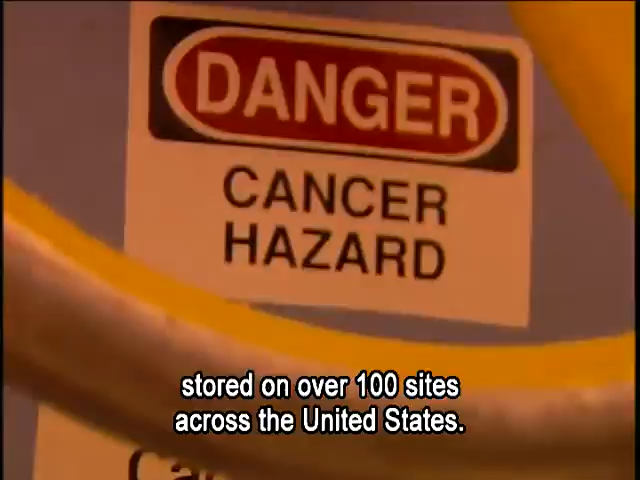 DANGER
CANCER
HAZARD
stored on over 100 sites
across the United States.